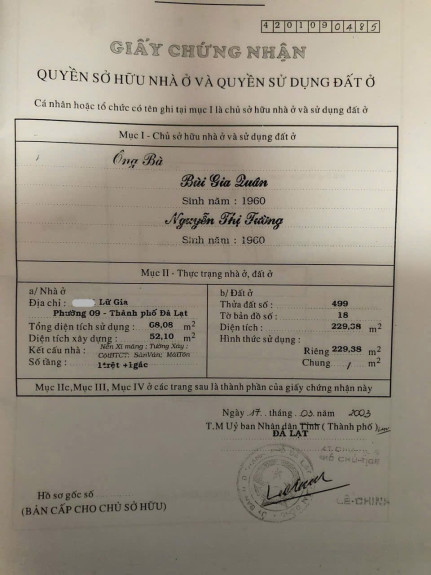 420109 0485
GIẤY CHỨNG NHẬN
QUYỀN SỞ HỮU NHÀ Ở VÀ QUYỀN SỬ DỤNG ĐẤT Ở
Cá nhân hoặc tổ chức có tên ghi tại mục I là chủ sở hữu nhà ở và sử dụng đất ở
Mục I - Chủ sở hữu nhà ở và sử dụng đất ở
Ông Bà
Bùi Gia Quân
Sinh năm : 1960
Nguyễn Thị Tường
Sinh năm : 1960
Mục II - Thực trạng nhà ở, đất ở
a/ Nhà ở
Địa chỉ : Lữ Gia
Phường 09 - Thành phố Đà Lạt
Tổng diện tích sử dụng : 68,08 m2
Diện tích xây dựng : 52,10 m2
Kết cấu nhà : Nền Xi măng; Tường Xây;
CộtBTCT; SànVán; MáiTôn
Số tầng : 1trệt +1gác
b/ Đất ở
Thửa đất số : 499
Tờ bản đồ số : 18
Diện tích : 229,38 m2
Hình thức sử dụng :
Riêng 229,38 m2
Chung / m2
Mục IIc, Mục III, Mục IV ở các trang sau là thành phần của giấy chứng nhận này
Ngày 17 tháng 03 năm 2003
T.M Uỷ ban Nhân dân Tỉnh ( Thành phố )
ĐÀ LẠT
Hồ sơ gốc số
(BẢN CẤP CHO CHỦ SỞ HỮU)